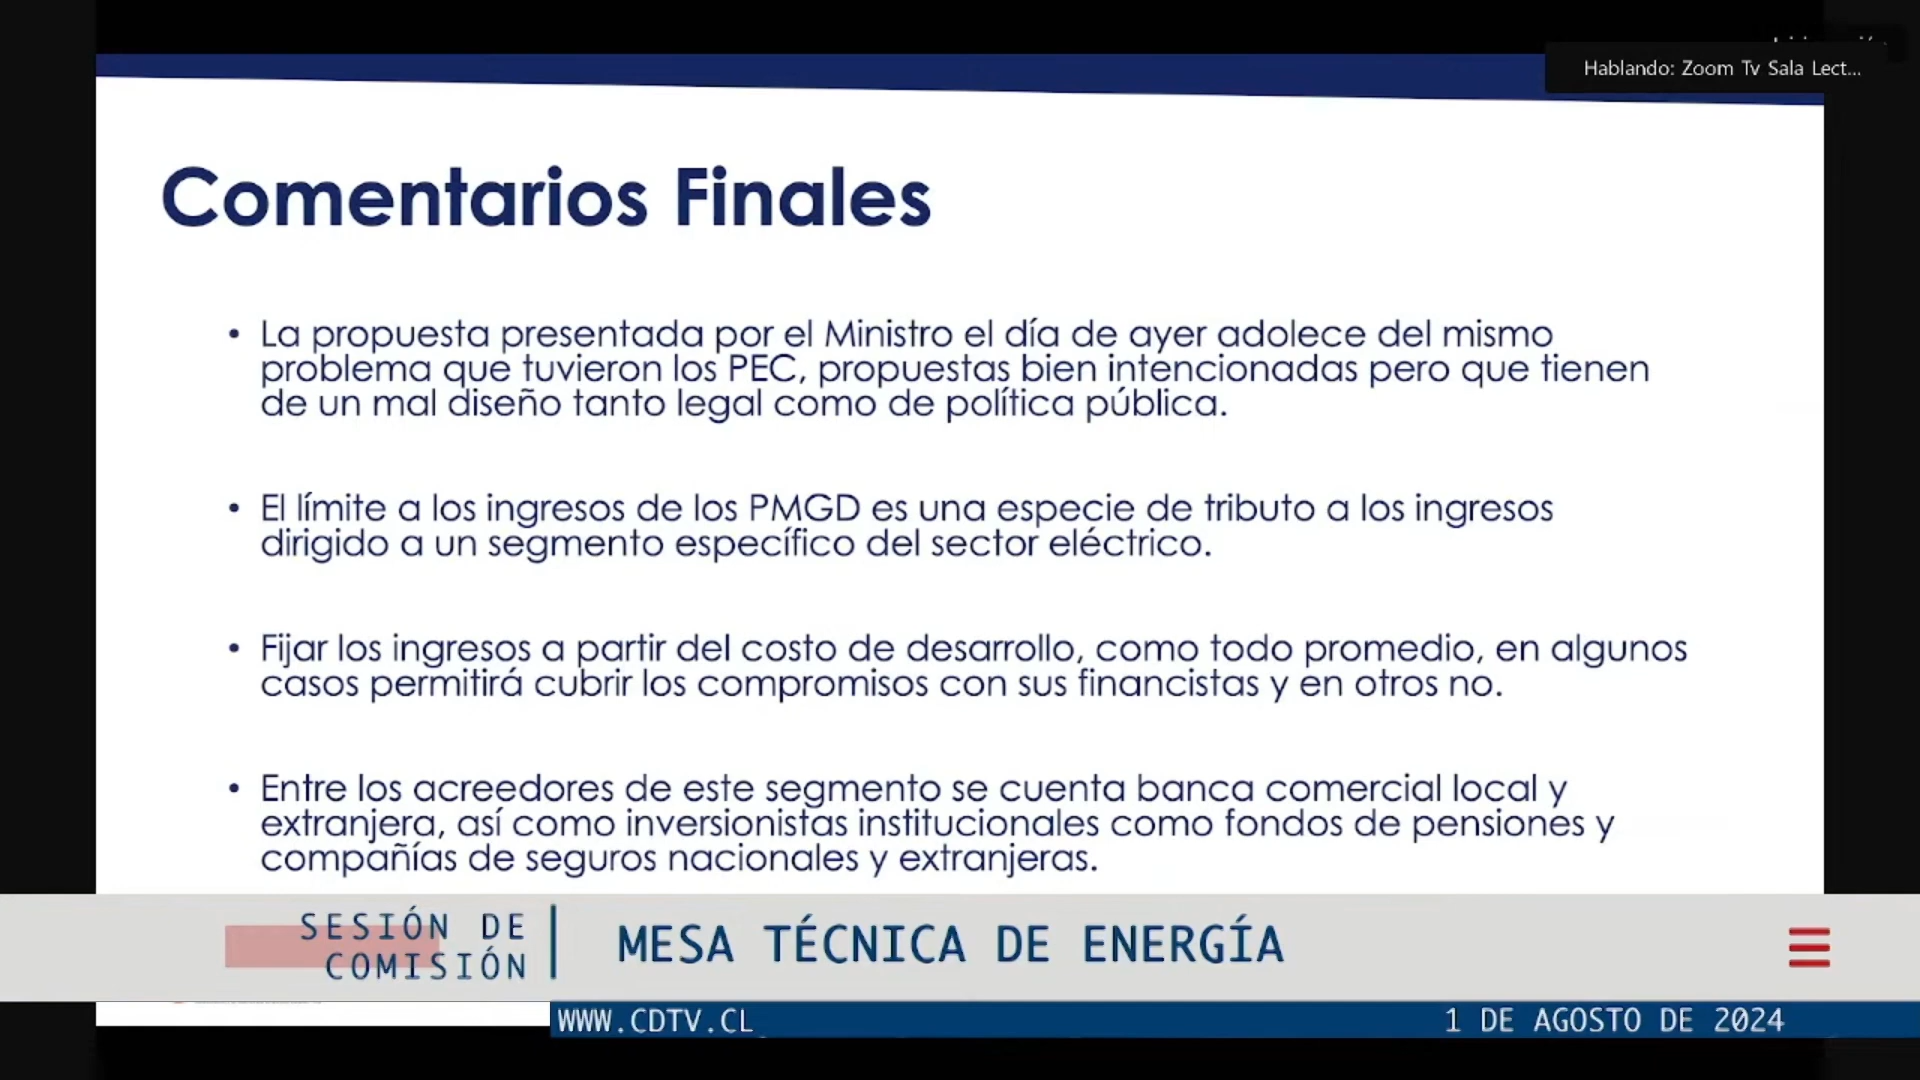 Hablando: Zoom Tv Sala Lect...
Comentarios Finales
• La propuesta presentada por el Ministro el día de ayer adolece del mismo
problema que tuvieron los PEC, propuestas bien intencionadas pero que tienen
de un mal diseño tanto legal como de política pública.
• El límite a los ingresos de los PMGD es una especie de tributo a los ingresos
dirigido a un segmento específico del sector eléctrico.
• Fijar los ingresos a partir del costo de desarrollo, como todo promedio, en algunos
casos permitirá cubrir los compromisos con sus financistas y en otros no.
• Entre los acreedores de este segmento se cuenta banca comercial local y
extranjera, así como inversionistas institucionales como fondos de pensiones y
compañías de seguros nacionales y extranjeras.
SESIÓN DE
COMISIÓN
MESA TÉCNICA DE ENERGÍA
WWW.CDTV.CL
1 DE AGOSTO DE 2024